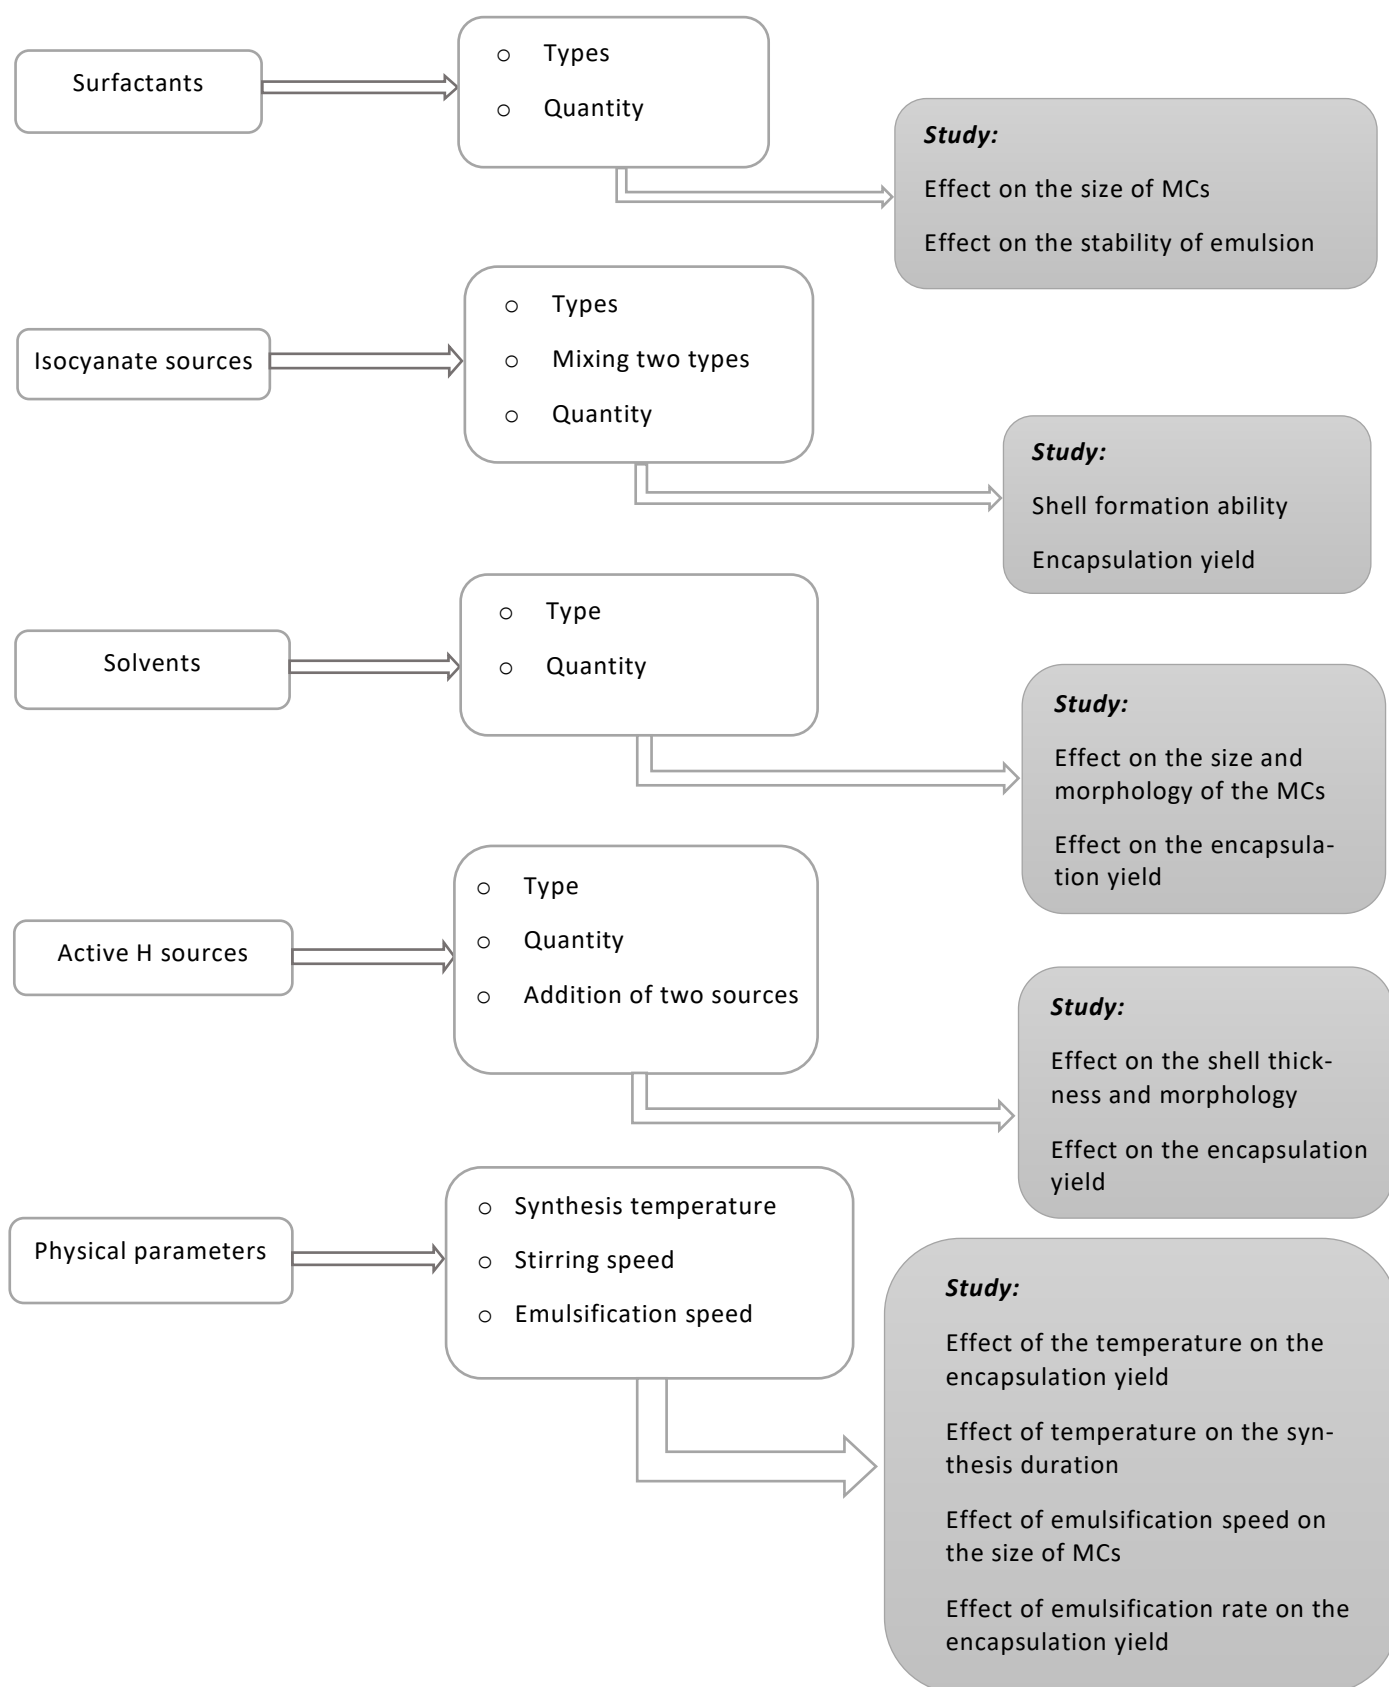 Surfactants
○ Types
○ Quantity
Study:
Effect on the size of MCs
Effect on the stability of emulsion
Isocyanate sources
○ Types
○ Mixing two types
○ Quantity
Study:
Shell formation ability
Encapsulation yield
Solvents
○ Type
○ Quantity
Study:
Effect on the size and
morphology of the MCs
Effect on the encapsula-
tion yield
Active H sources
○ Type
○ Quantity
○ Addition of two sources
Study:
Effect on the shell thick-
ness and morphology
Effect on the encapsulation
yield
Physical parameters
○ Synthesis temperature
○ Stirring speed
○ Emulsification speed
Study:
Effect of the temperature on the
encapsulation yield
Effect of temperature on the syn-
thesis duration
Effect of emulsification speed on
the size of MCs
Effect of emulsification rate on the
encapsulation yield